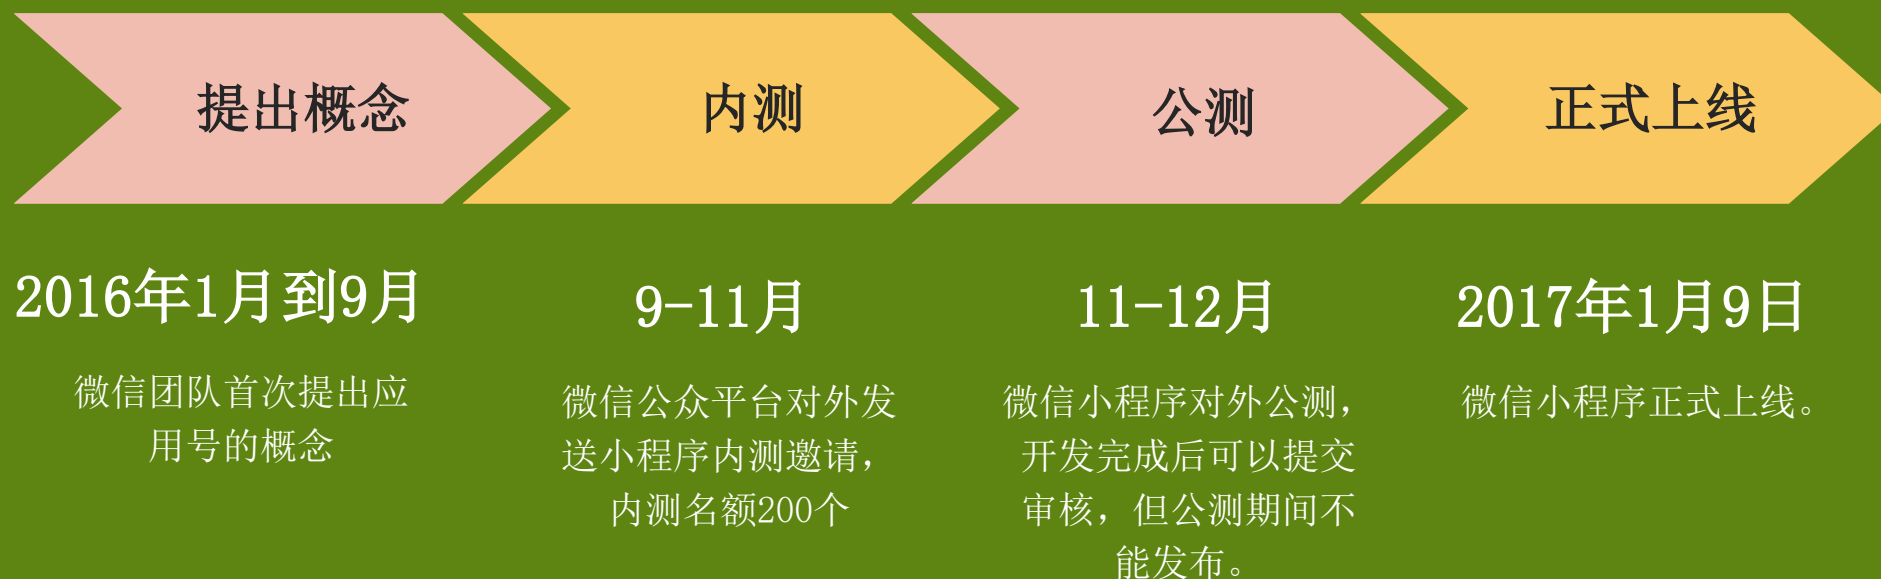 提出概念
内测
公测
正式上线
2016年1月到9月
微信团队首次提出应
用号的概念
9-11月
微信公众平台对外发
送小程序内测邀请，
内测名额200个
11-12月
微信小程序对外公测，
开发完成后可以提交
审核，但公测期间不
能发布。
2017年1月9日
微信小程序正式上线。